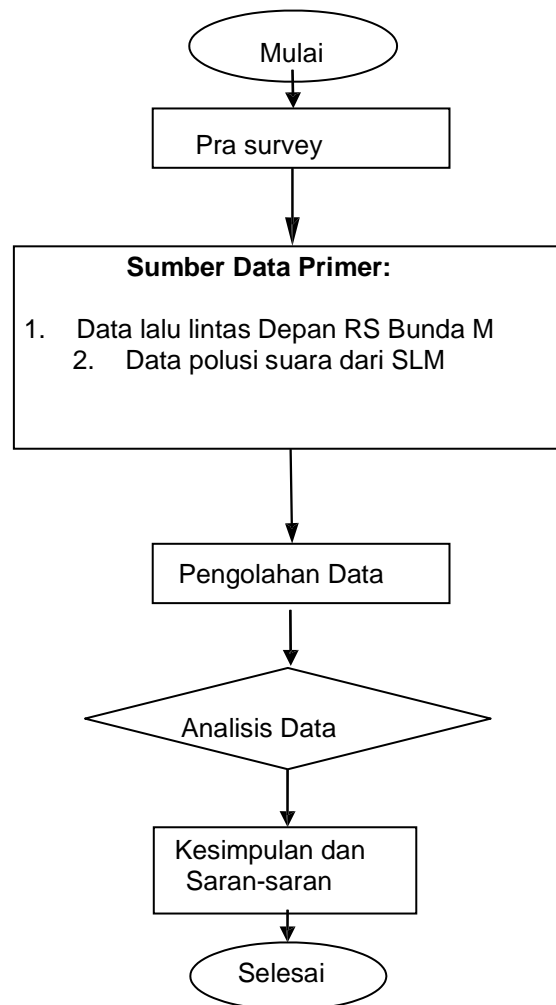 Mulai
Pra survey
Sumber Data Primer:
1. Data lalu lintas Depan RS Bunda M
2. Data polusi suara dari SLM
Pengolahan Data
Analisis Data
Kesimpulan dan
Saran-saran
Selesai